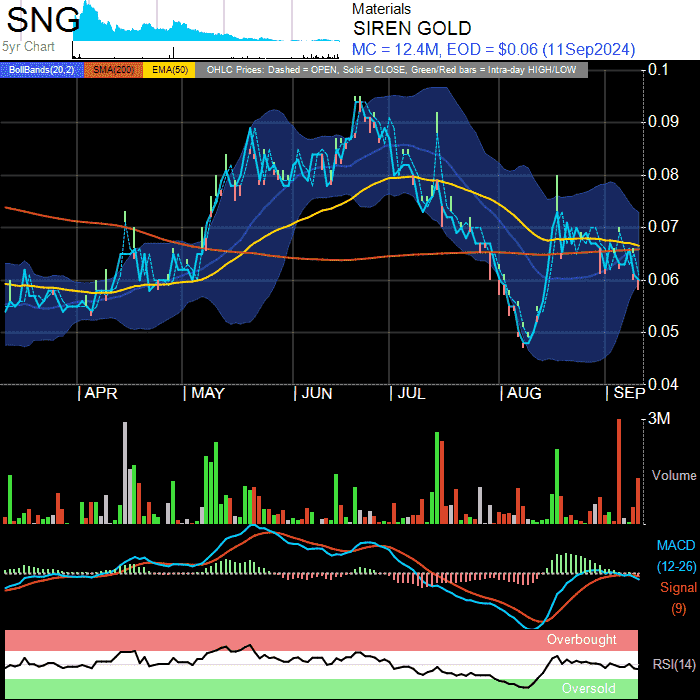 SNG
5yr Chart
Materials
SIREN GOLD
MC = 12.4M, EOD = $0.06 (11Sep2024)
BollBands(20,2) SMA(200) EMA(50) OHLC Prices: Dashed = OPEN, Solid = CLOSE, Green/Red bars = Intra-day HIGH/LOW
0.1
0.09
0.08
0.07
0.06
0.05
0.04
APR MAY JUN JUL AUG SEP
3M
Volume
MACD
(12-26)
Signal
(9)
Overbought
RSI(14)
Oversold